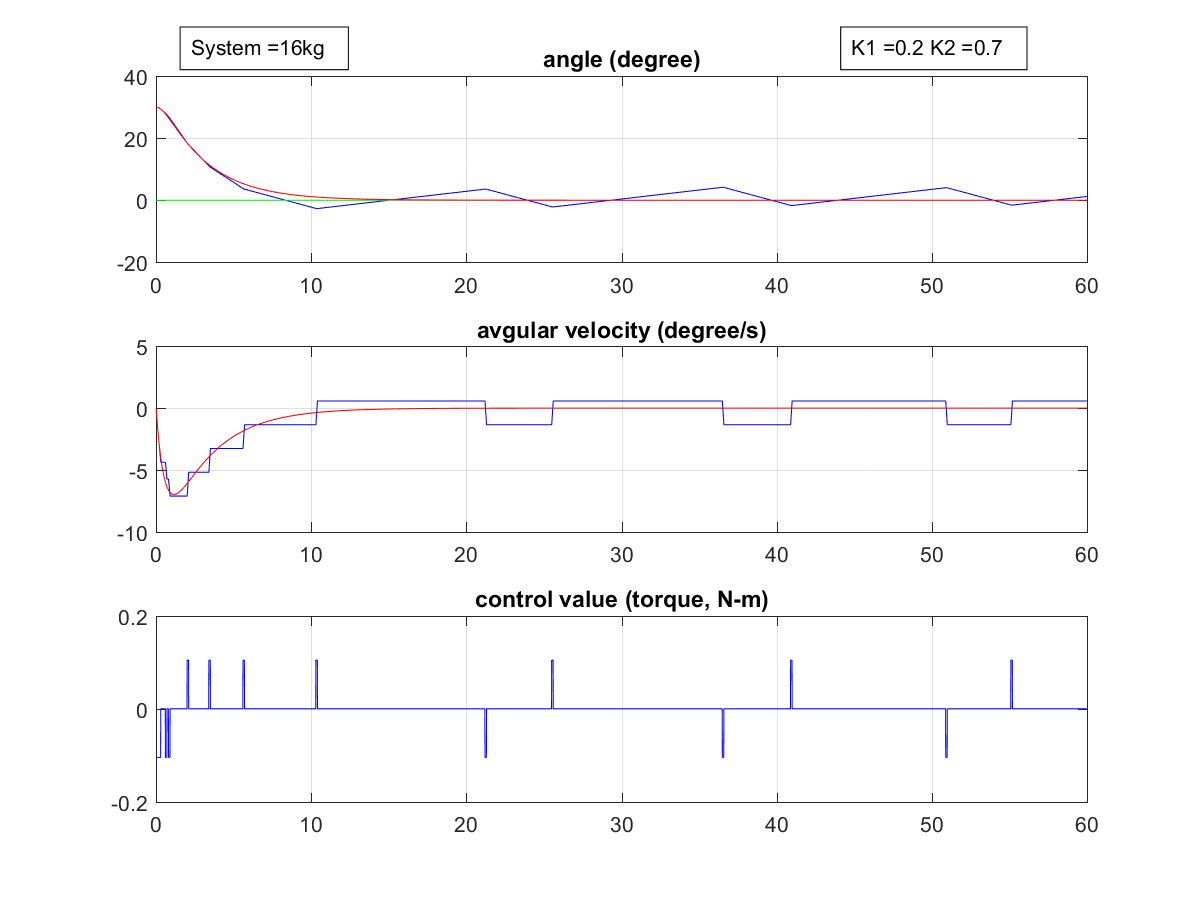 System =16kg
K1 =0.2 K2 =0.7
angle (degree)
40
20
0
-20
0 10 20 30 40 50 60
avgular velocity (degree/s)
5
0
-5
-10
0 10 20 30 40 50 60
control value (torque, N-m)
0.2
0
-0.2
0 10 20 30 40 50 60